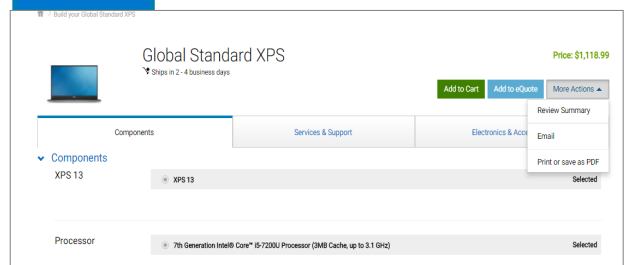 / Build your Global Standard XPS
Global Standard XPS
Price: $1,118.99
Ships in 2 - 4 business days
Add to Cart
Add to eQuote
More Actions
Review Summary
Email
Print or save as PDF
Components
Services & Support
Electronics & Acce
Components
XPS 13
XPS 13
Selected
Processor
7th Generation Intel® Core™ i5-7200U Processor (3MB Cache, up to 3.1 GHz)
Selected